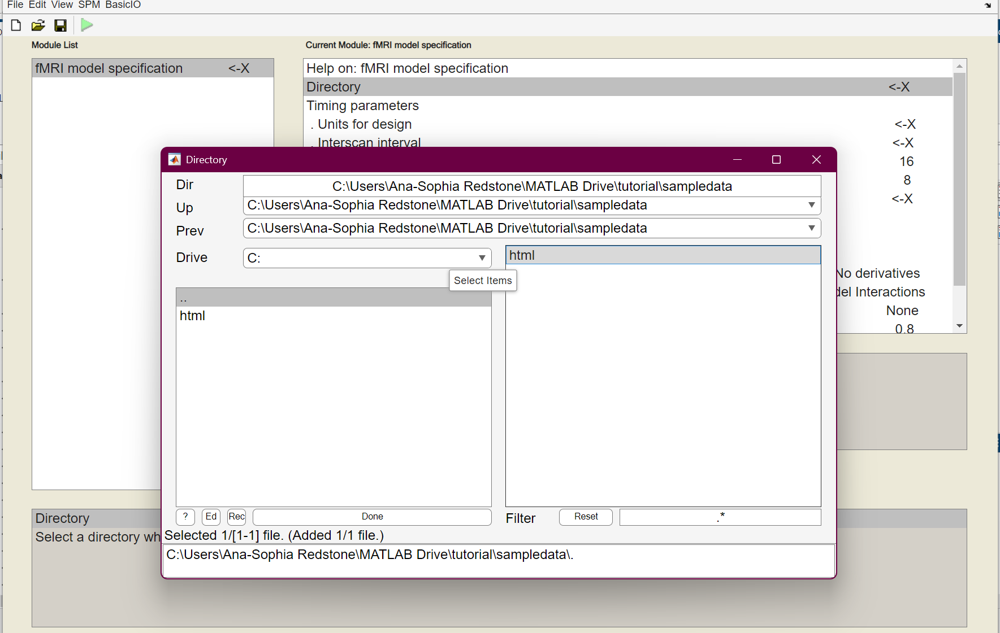 File Edit View SPM BasicIO
Module List
Current Module: fMRI model specification
fMRI model specification <-X
Help on: fMRI model specification
Directory <-X
Timing parameters
. Units for design <-X
. Interscan interval <-X
16
8
<-X
No derivatives
del Interactions
None
0.8
Directory
Dir C:\Users\Ana-Sophia Redstone\MATLAB Drive\tutorial\sampledata
Up C:\Users\Ana-Sophia Redstone\MATLAB Drive\tutorial\sampledata
Prev C:\Users\Ana-Sophia Redstone\MATLAB Drive\tutorial\sampledata
Drive C:
html
Select Items
..
html
? Ed Rec Done Filter Reset .*
Selected 1/[1-1] file. (Added 1/1 file.)
C:\Users\Ana-Sophia Redstone\MATLAB Drive\tutorial\sampledata\.
Directory
Select a directory wh